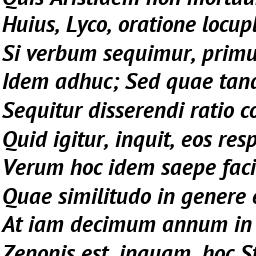 Quis Aristidem non mortuu
Huius, Lyco, oratione locupl
Si verbum sequimur, primu
Idem adhuc; Sed quae tand
Sequitur disserendi ratio co
Quid igitur, inquit, eos resp
Verum hoc idem saepe faci
Quae similitudo in genere e
At iam decimum annum in
Zenonis est, inquam, hoc St